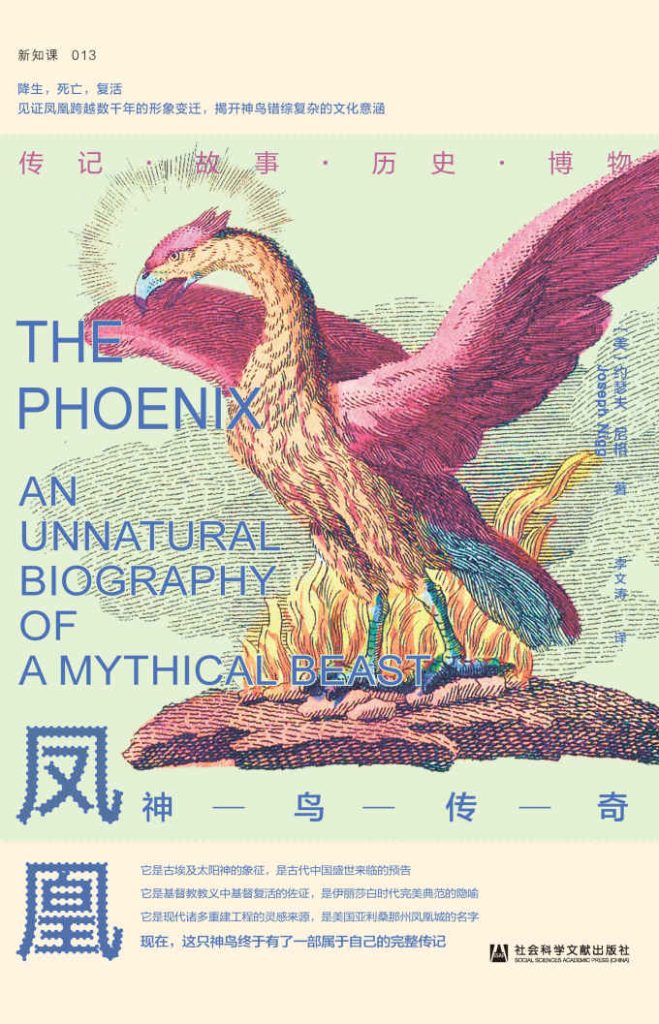 新知课 013
降生，死亡，复活
见证凤凰跨越数千年的形象变迁，揭开神鸟错综复杂的文化意涵
传记·故事·历史·博物
THE
PHOENIX
[美]约瑟夫·尼格 著
Joseph Nigg
李文涛 译
AN
UNNATURAL
BIOGRAPHY
OF
A MYTHICAL BEAST
凤凰
神—鸟—传—奇
它是古埃及太阳神的象征，是古代中国盛世来临的预告
它是基督教教义中基督复活的佐证，是伊丽莎白时代完美典范的隐喻
它是现代诸多重建工程的灵感来源，是美国亚利桑那州凤凰城的名字
现在，这只神鸟终于有了一部属于自己的完整传记
社会科学文献出版社
SOCIAL SCIENCES ACADEMIC PRESS (CHINA)